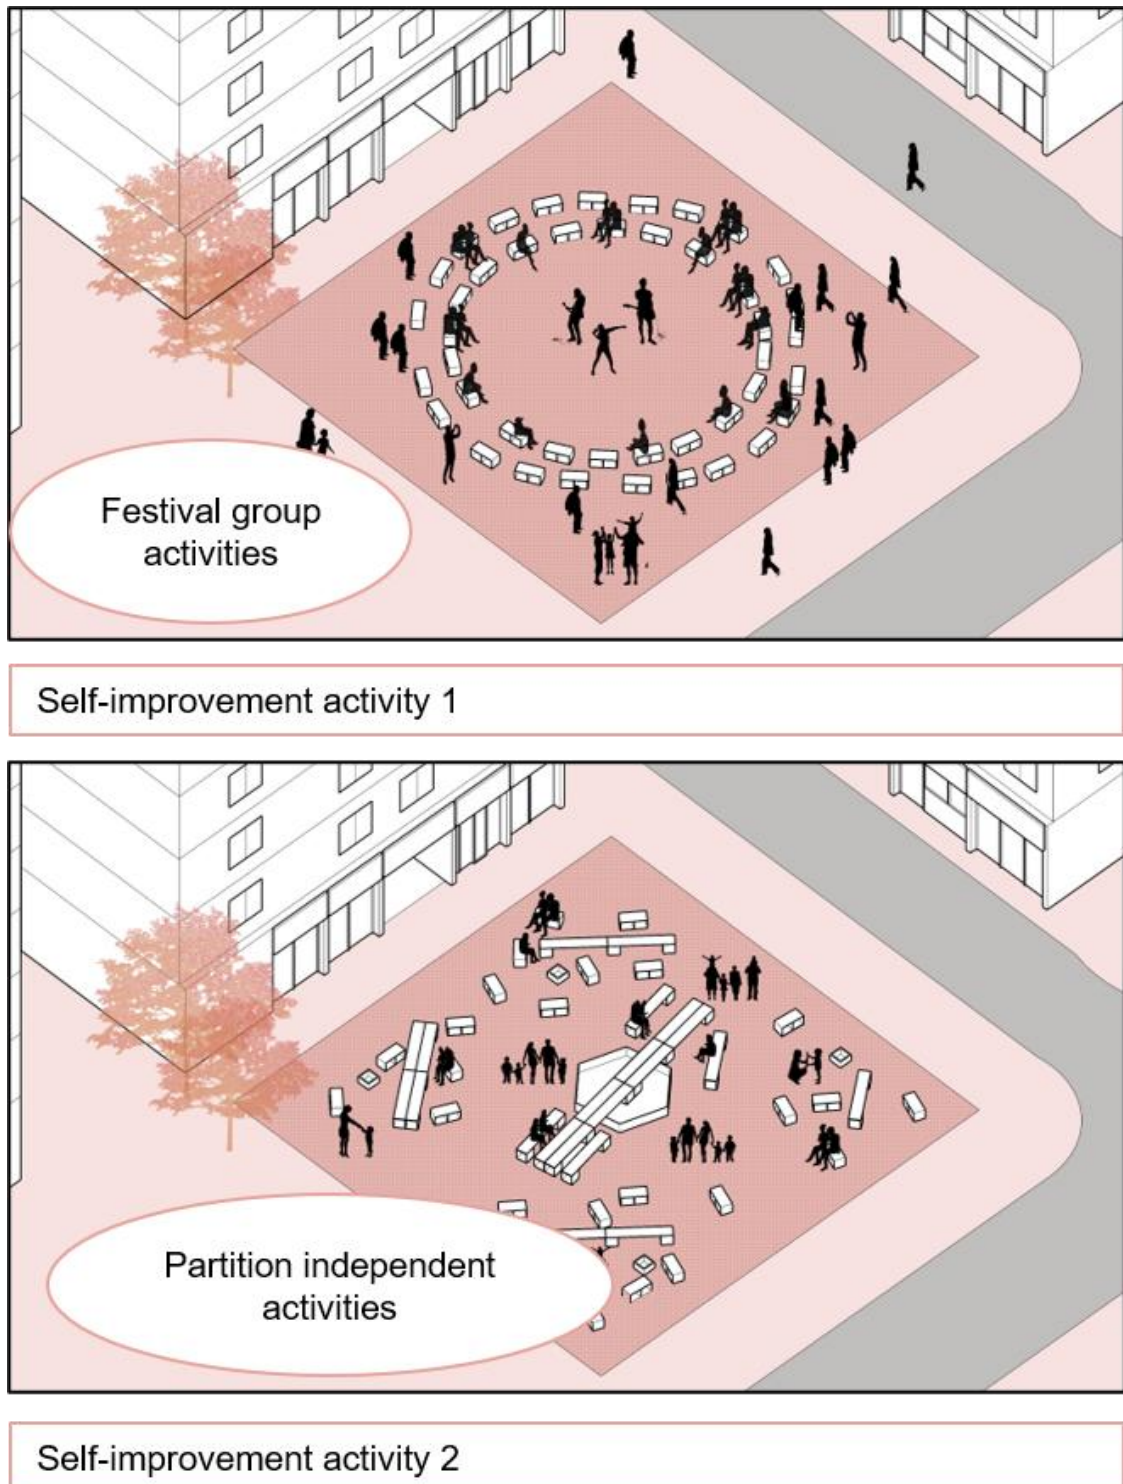 Festival group
activities
Self-improvement activity 1
Partition independent
activities
Self-improvement activity 2